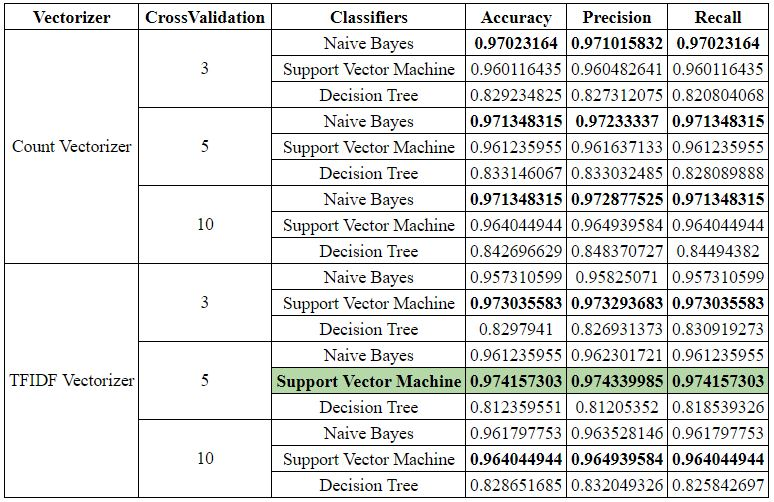 Vectorizer CrossValidation Classifiers Accuracy Precision Recall
Naive Bayes 0.97023164 0.971015832 0.97023164
3 Support Vector Machine 0.960116435 0.960482641 0.960116435
Decision Tree 0.829234825 0.827312075 0.820804068
Naive Bayes 0.971348315 0.97233337 0.971348315
Count Vectorizer 5 Support Vector Machine 0.961235955 0.961637133 0.961235955
Decision Tree 0.833146067 0.833032485 0.828089888
Naive Bayes 0.971348315 0.972877525 0.971348315
10 Support Vector Machine 0.964044944 0.964939584 0.964044944
Decision Tree 0.842696629 0.848370727 0.84494382
Naive Bayes 0.957310599 0.95825071 0.957310599
3 Support Vector Machine 0.973035583 0.973293683 0.973035583
Decision Tree 0.8297941 0.826931373 0.830919273
Naive Bayes 0.961235955 0.962301721 0.961235955
TFIDF Vectorizer 5 Support Vector Machine 0.974157303 0.974339985 0.974157303
Decision Tree 0.812359551 0.81205352 0.818539326
Naive Bayes 0.961797753 0.963528146 0.961797753
10 Support Vector Machine 0.964044944 0.964939584 0.964044944
Decision Tree 0.828651685 0.832049326 0.825842697